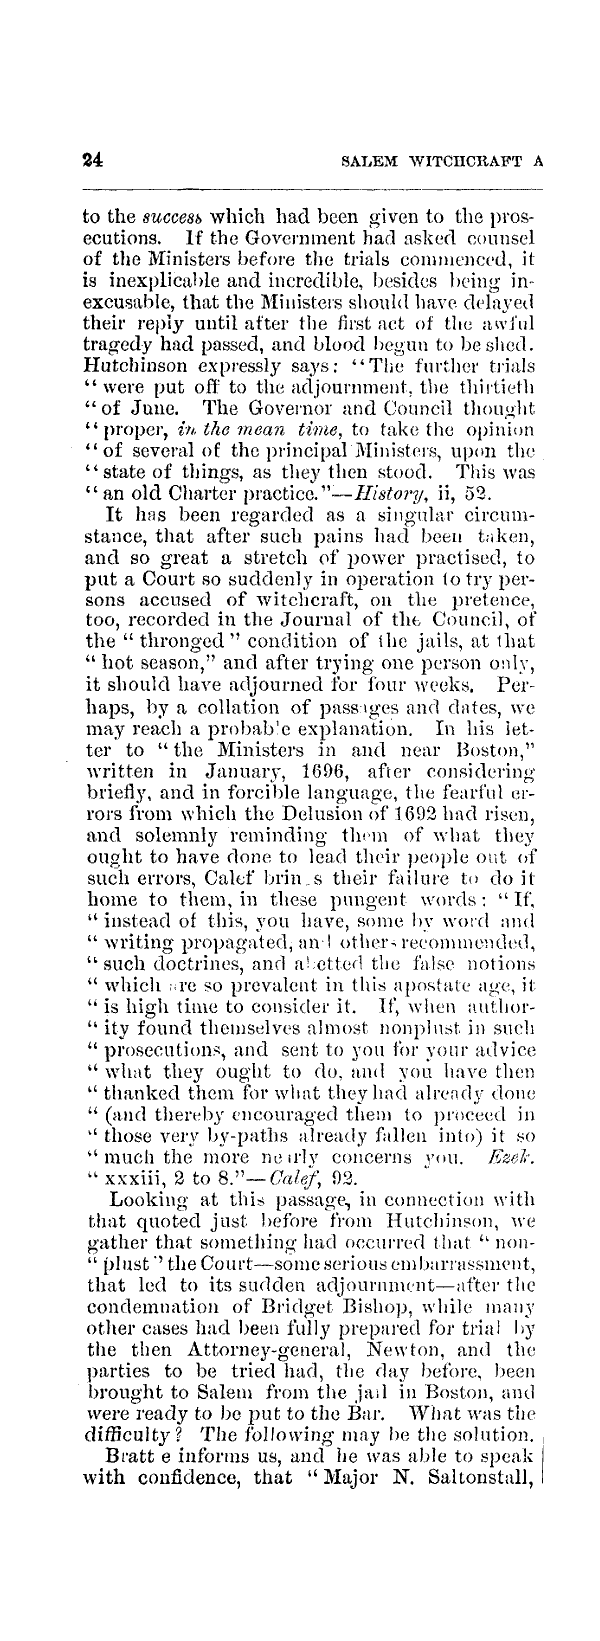 24 SALEM WITCHCRAFT A
to the success which had been given to the pros-
ecutions. If the Government had asked counsel
of the Ministers before the trials commenced, it
is inexplicable and incredible, besides being in-
excusable, that the Ministers should have delayed
their reply until after the first act of the awful
tragedy had passed, and blood begun to be shed.
Hutchinson expressly says: "The further trials
" were put off to the adjournment, the thirtieth
" of June. The Governor and Council thought
" proper, in the mean time, to take the opinion
" of several of the principal Ministers, upon the
" state of things, as they then stood. This was
" an old Charter practice."—History, ii, 52.
It has been regarded as a singular circum-
stance, that after such pains had been taken,
and so great a stretch of power practised, to
put a Court so suddenly in operation to try per-
sons accused of witchcraft, on the pretence,
too, recorded in the Journal of the Council, of
the " thronged " condition of the jails, at that
" hot season," and after trying one person only,
it should have adjourned for four weeks. Per-
haps, by a collation of passages and dates, we
may reach a probable explanation. In his let-
ter to " the Ministers in and near Boston,"
written in January, 1696, after considering
briefly, and in forcible language, the fearful er-
rors from which the Delusion of 1692 had risen,
and solemnly reminding them of what they
ought to have done to lead their people out of
such errors, Calef brings their failure to do it
home to them, in these pungent words: " If,
" instead of this, you have, some by word and
" writing propagated, and others recommended,
" such doctrines, and abetted the false notions
" which are so prevalent in this apostate age, it
" is high time to consider it. If, when author-
" ity found themselves almost nonplust in such
" prosecutions, and sent to you for your advice
" what they ought to do, and you have then
" thanked them for what they had already done
" (and thereby encouraged them to proceed in
" those very by-paths already fallen into) it so
" much the more nearly concerns you. Ezek.
" xxxiii, 2 to 8."—Calef, 92.
Looking at this passage, in connection with
that quoted just before from Hutchinson, we
gather that something had occurred that " non-
" plust " the Court—some serious embarrassment,
that led to its sudden adjournment—after the
condemnation of Bridget Bishop, while many
other cases had been fully prepared for trial by
the then Attorney-general, Newton, and the
parties to be tried had, the day before, been
brought to Salem from the jail in Boston, and
were ready to be put to the Bar. What was the
difficulty? The following may be the solution.
Bratt e informs us, and he was able to speak
with confidence, that " Major N. Saltonstall,